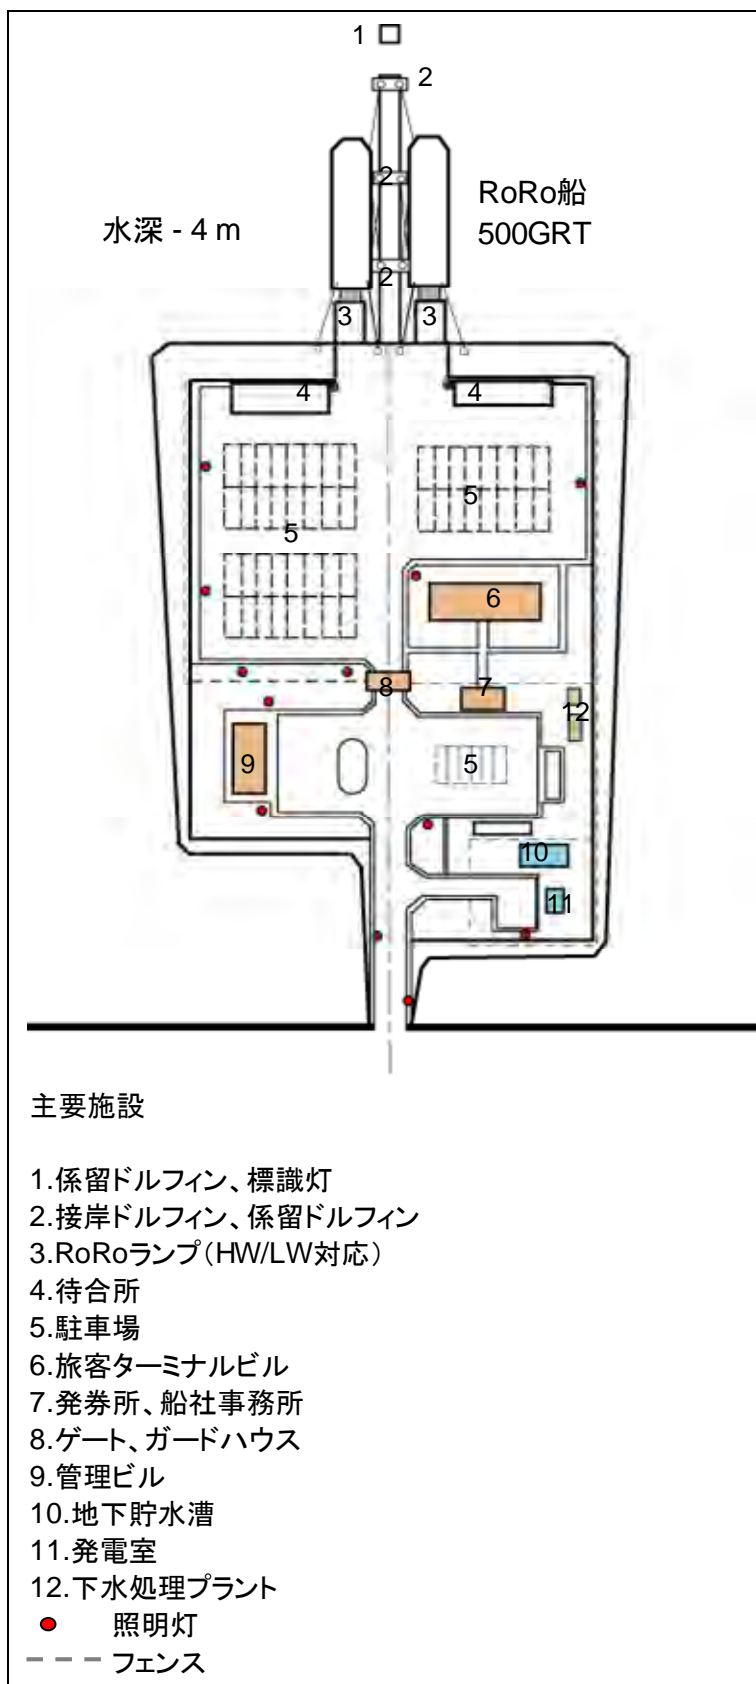 1
2
2
RoRo船
水深 - 4 m
500GRT
2
3
3
4
4
5
5
6
8
7
12
9
5
10
11
主要施設
1.係留ドルフィン、標識灯
2.接岸ドルフィン、係留ドルフィン
3.RoRoランプ（HW/LW対応）
4.待合所
5.駐車場
6.旅客ターミナルビル
7.発券所、船社事務所
8.ゲート、ガードハウス
9.管理ビル
10.地下貯水漕
11.発電室
12.下水処理プラント
照明灯
フェンス